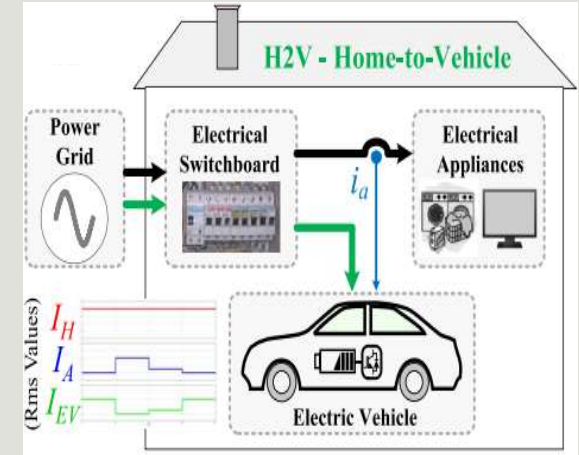 H2V - Home-to-Vehicle
Power
Grid
Electrical
Switchboard
Electrical
Appliances
i_a
(Rms Values)
I_H
I_A
I_EV
Electric Vehicle